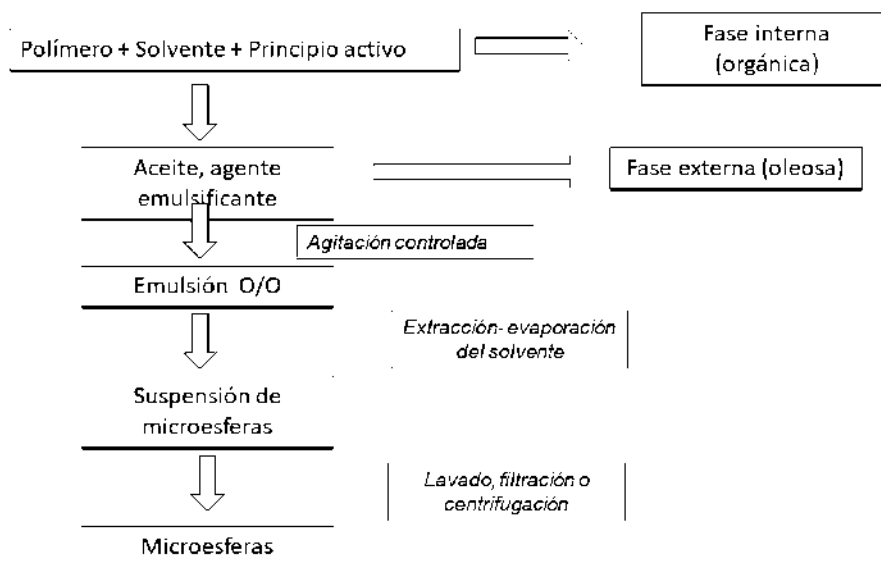 Polímero + Solvente + Principio activo
Fase interna
(orgánica)
Aceite, agente
emulsificante
Fase externa (oleosa)
Agitación controlada
Emulsión O/O
Extracción- evaporación
del solvente
Suspensión de
microesferas
Lavado, filtración o
centrifugación
Microesferas